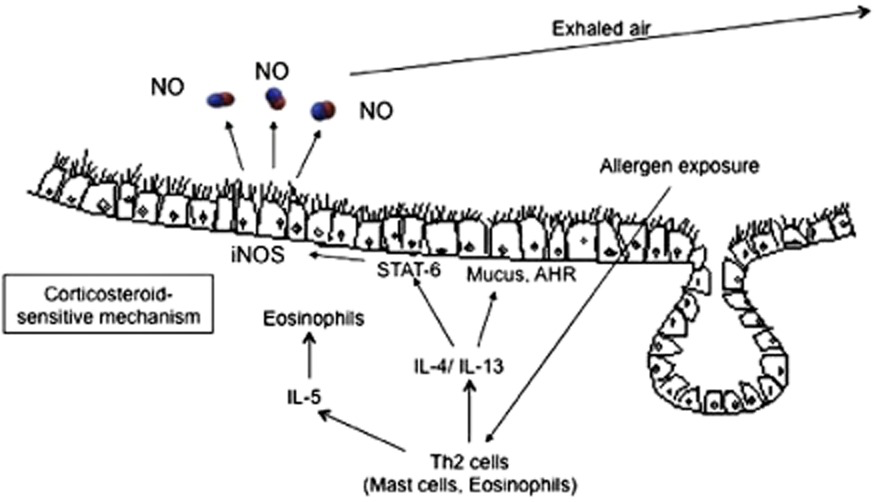 Exhaled air
NO
NO
NO
Allergen exposure
iNOS
STAT-6
Mucus, AHR
Corticosteroid-
sensitive mechanism
Eosinophils
IL-4/ IL-13
IL-5
Th2 cells
(Mast cells, Eosinophils)